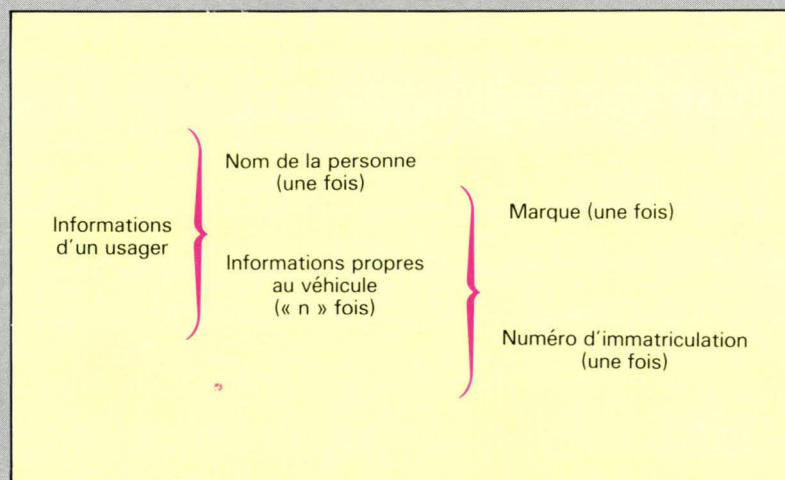 Informations
d'un usager
Nom de la personne
(une fois)
Informations propres
au véhicule
(« n » fois)
Marque (une fois)
Numéro d'immatriculation
(une fois)